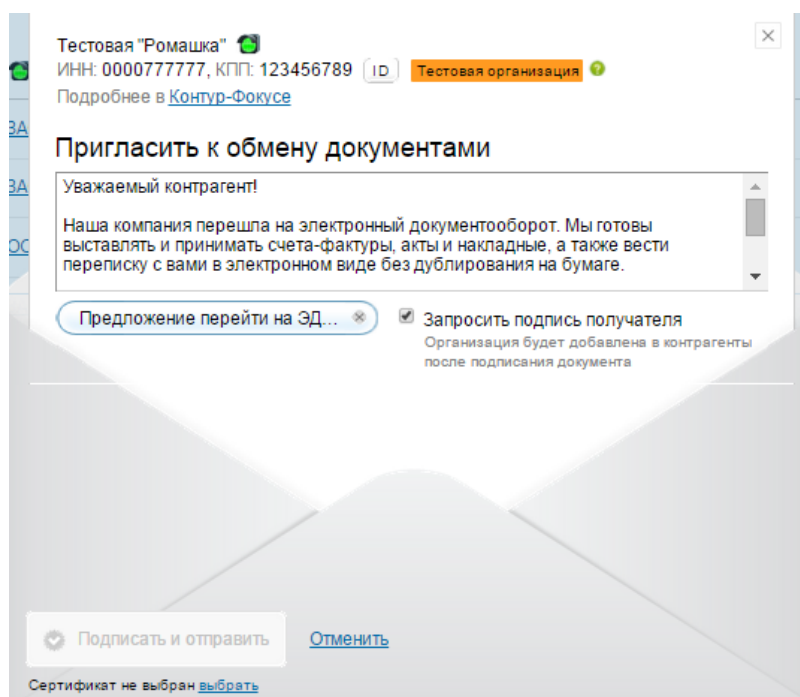 Тестовая "Ромашка"
ИНН: 0000777777, КПП: 123456789 ID Тестовая организация ?
Подробнее в Контур-Фокусе
ЗА
Пригласить к обмену документами
ЗА
Уважаемый контрагент!
Наша компания перешла на электронный документооборот. Мы готовы
выставлять и принимать счета-фактуры, акты и накладные, а также вести
переписку с вами в электронном виде без дублирования на бумаге.
Предложение перейти на ЭД...
Запросить подпись получателя
Организация будет добавлена в контрагенты
после подписания документа
Подписать и отправить Отменить
Сертификат не выбран выбрать